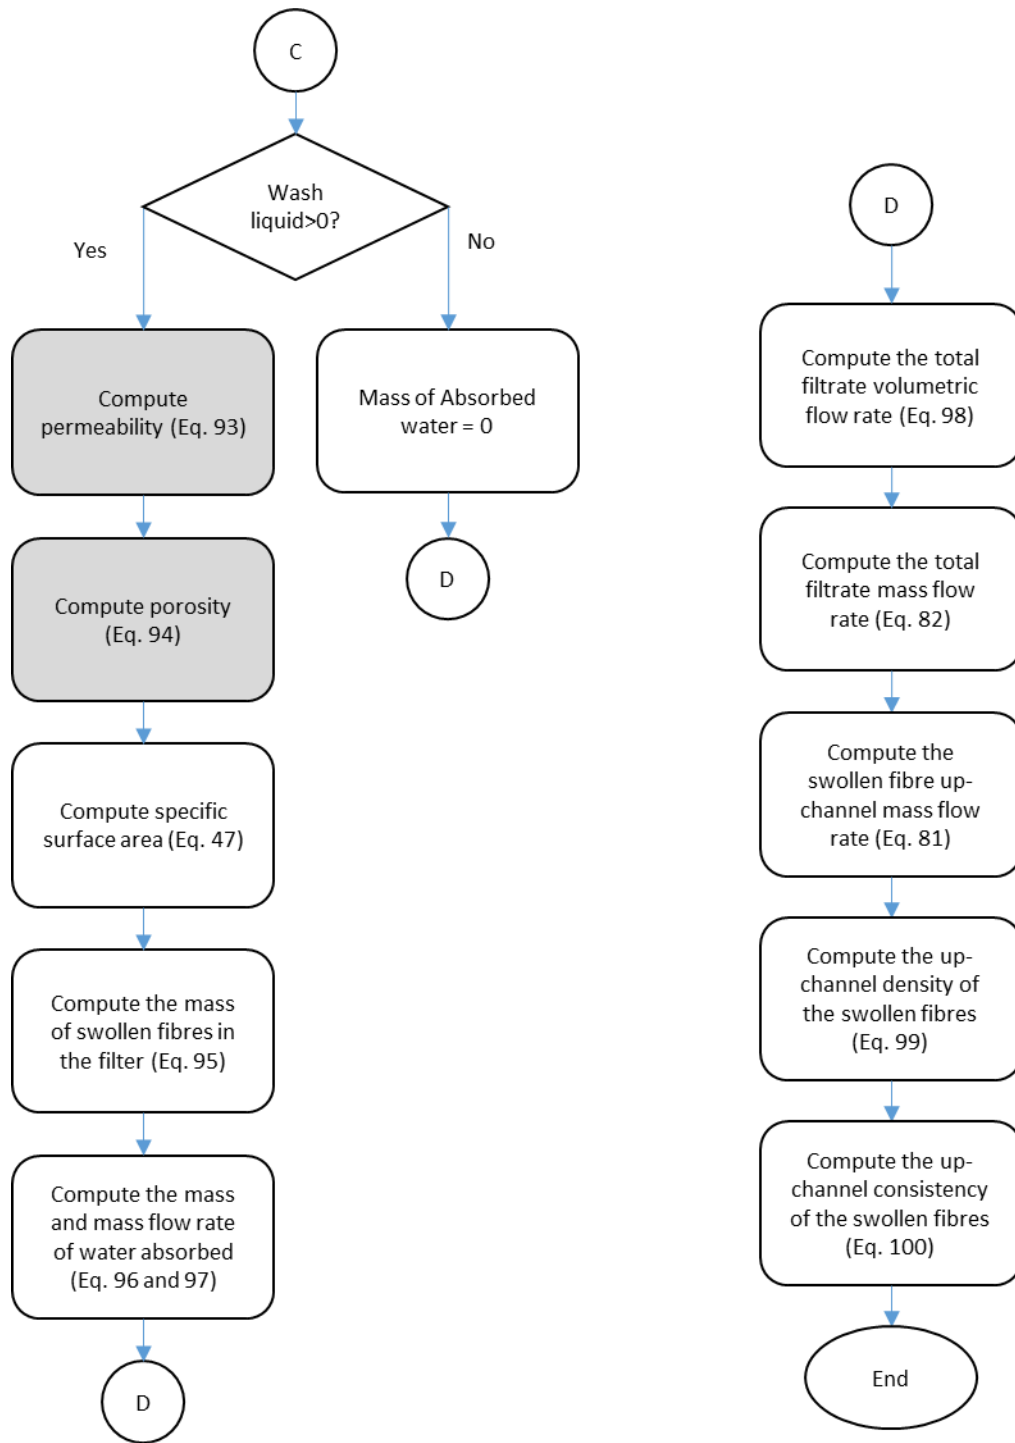 C
Wash
liquid>0?
Yes
No
Compute
permeability (Eq. 93)
Mass of Absorbed
water = 0
Compute porosity
(Eq. 94)
D
Compute specific
surface area (Eq. 47)
Compute the mass
of swollen fibres in
the filter (Eq. 95)
Compute the mass
and mass flow rate
of water absorbed
(Eq. 96 and 97)
D
D
Compute the total
filtrate volumetric
flow rate (Eq. 98)
Compute the total
filtrate mass flow
rate (Eq. 82)
Compute the
swollen fibre up-
channel mass flow
rate (Eq. 81)
Compute the up-
channel density of
the swollen fibres
(Eq. 99)
Compute the up-
channel consistency
of the swollen fibres
(Eq. 100)
End